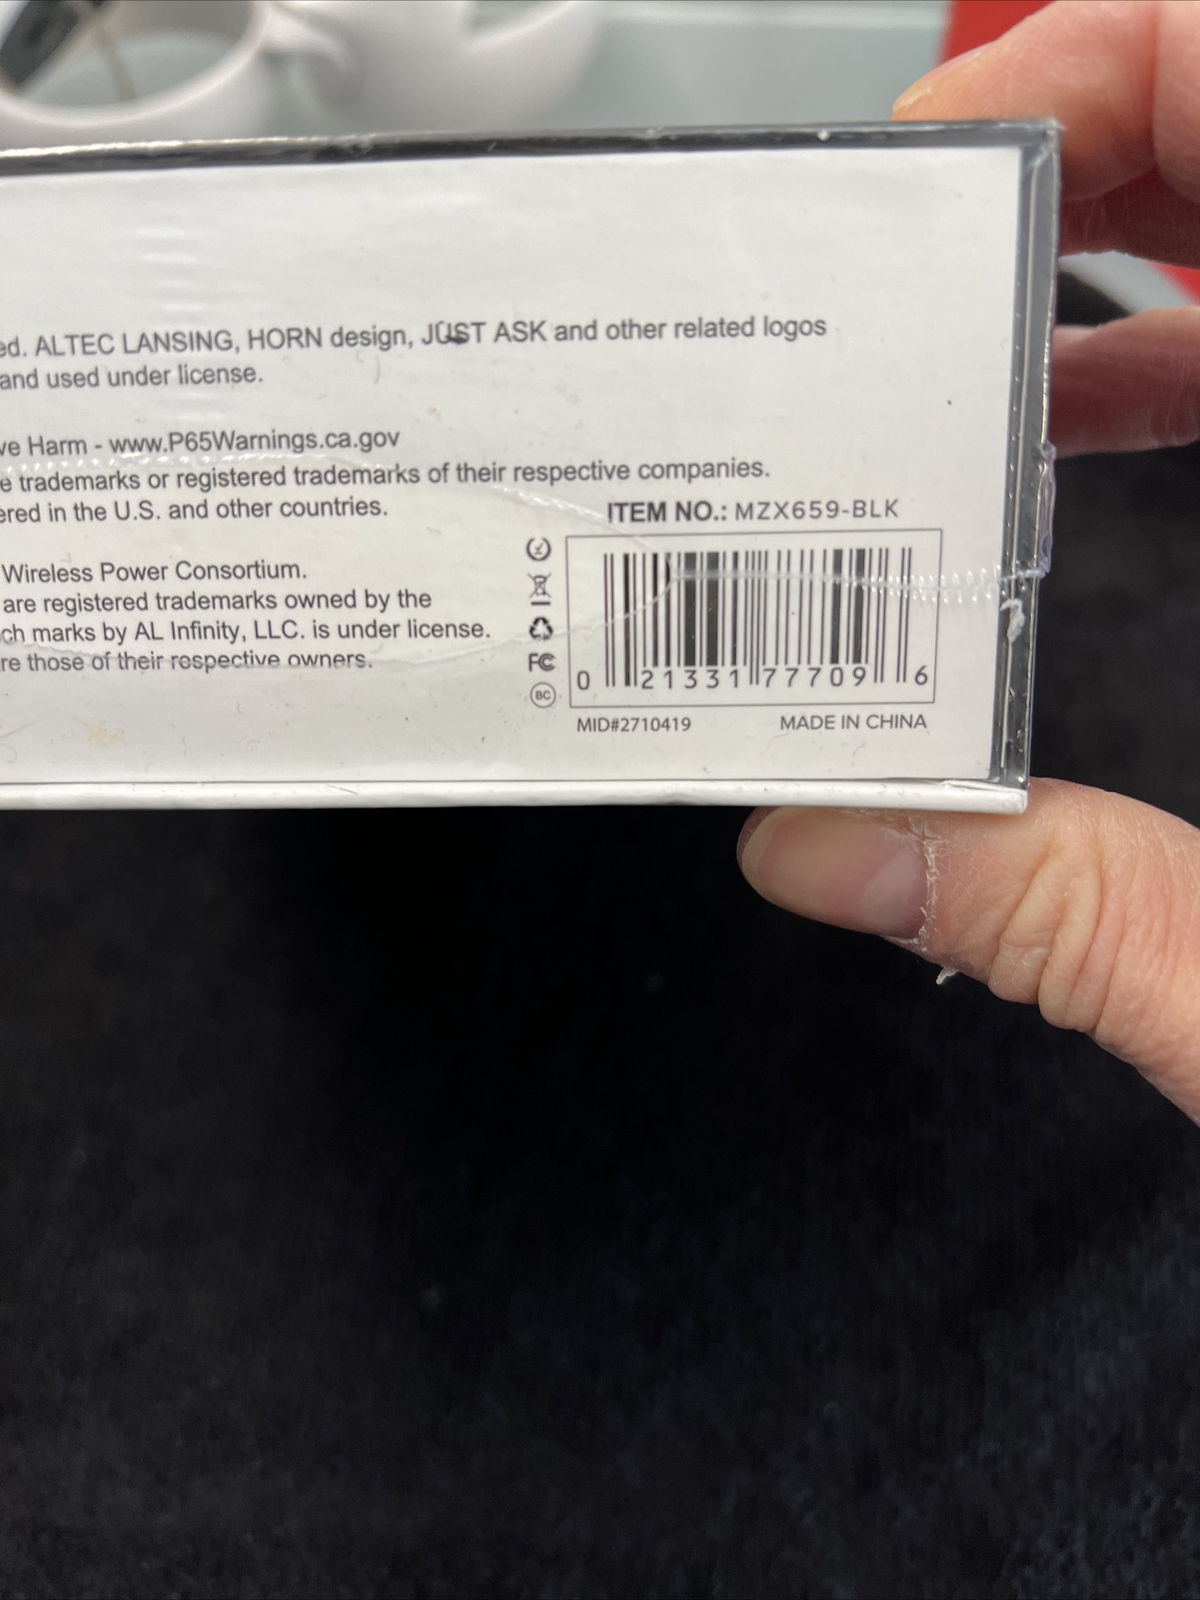 ed. ALTEC LANSING, HORN design, JUST ASK and other related logos
and used under license.
ve Harm - www.P65Warnings.ca.gov
e trademarks or registered trademarks of their respective companies.
ered in the U.S. and other countries.
ITEM NO.: MZX659-BLK
Wireless Power Consortium.
are registered trademarks owned by the
ch marks by AL Infinity, LLC. is under license.
re those of their respective owners.
FC
BC
0 21331 77709 6
MID#2710419 MADE IN CHINA